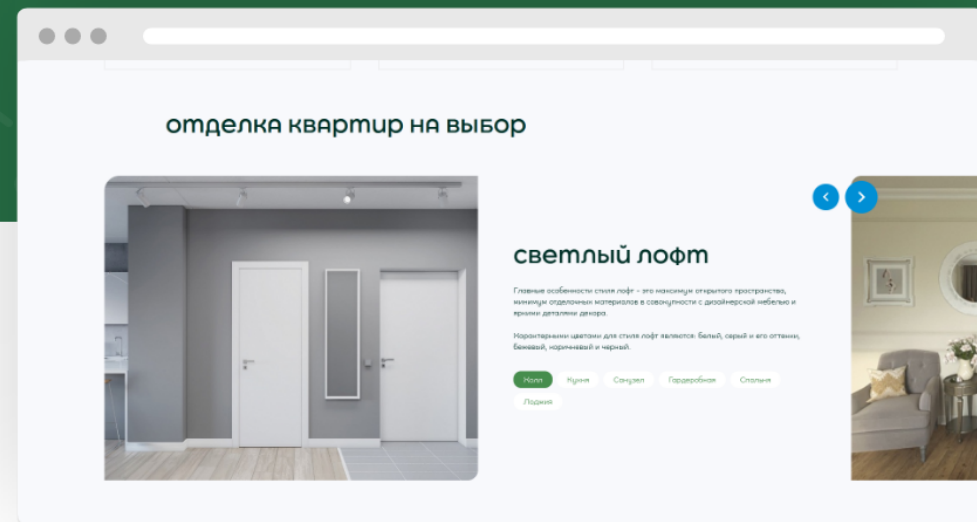 отделка квартир на выбор
светлый лофт
Главные особенности стиля лофт – это максимум открытого пространства,
минимум отделочных материалов в совокупности с дизайнерской мебелью и
яркими деталями декора.
Характерными цветами для стиля лофт являются: белый, серый и его оттенки,
бежевый, коричневый и черный.
Холл Кухня Санузел Гардеробная Спальня
Лоджия